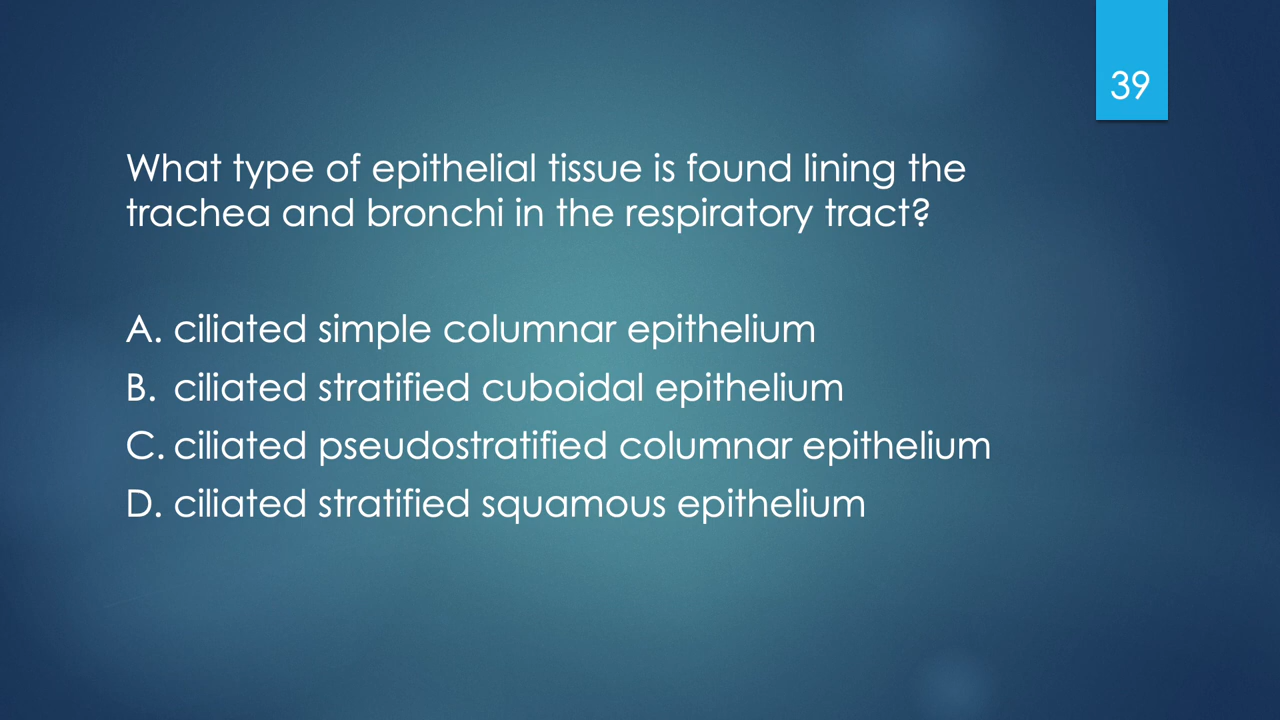 39
What type of epithelial tissue is found lining the
trachea and bronchi in the respiratory tract?
A. ciliated simple columnar epithelium
B. ciliated stratified cuboidal epithelium
C. ciliated pseudostratified columnar epithelium
D. ciliated stratified squamous epithelium